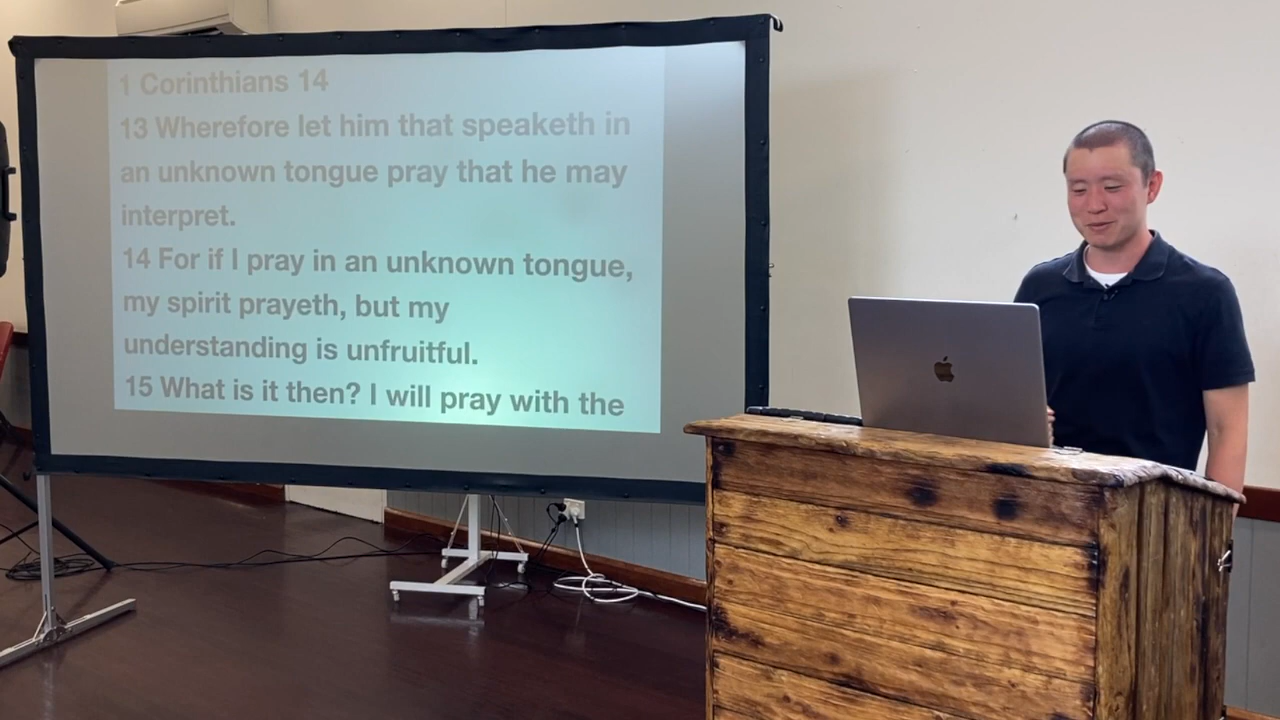 1 Corinthians 14
13 Wherefore let him that speaketh in
an unknown tongue pray that he may
interpret.
14 For if I pray in an unknown tongue,
my spirit prayeth, but my
understanding is unfruitful.
15 What is it then? I will pray with the